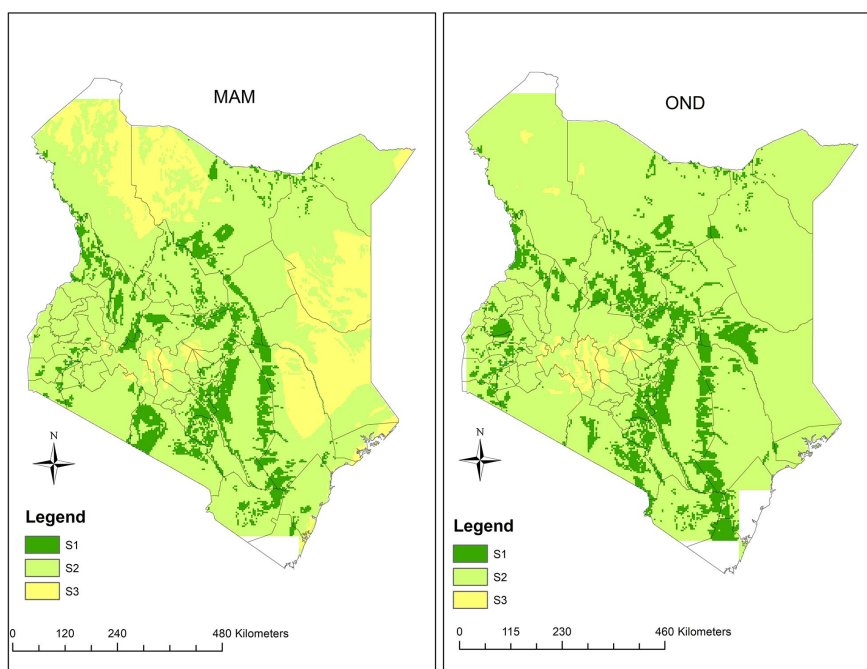 MAM
N
Legend
S1
S2
S3
0 120 240 480 Kilometers
OND
N
Legend
S1
S2
S3
0 115 230 460 Kilometers